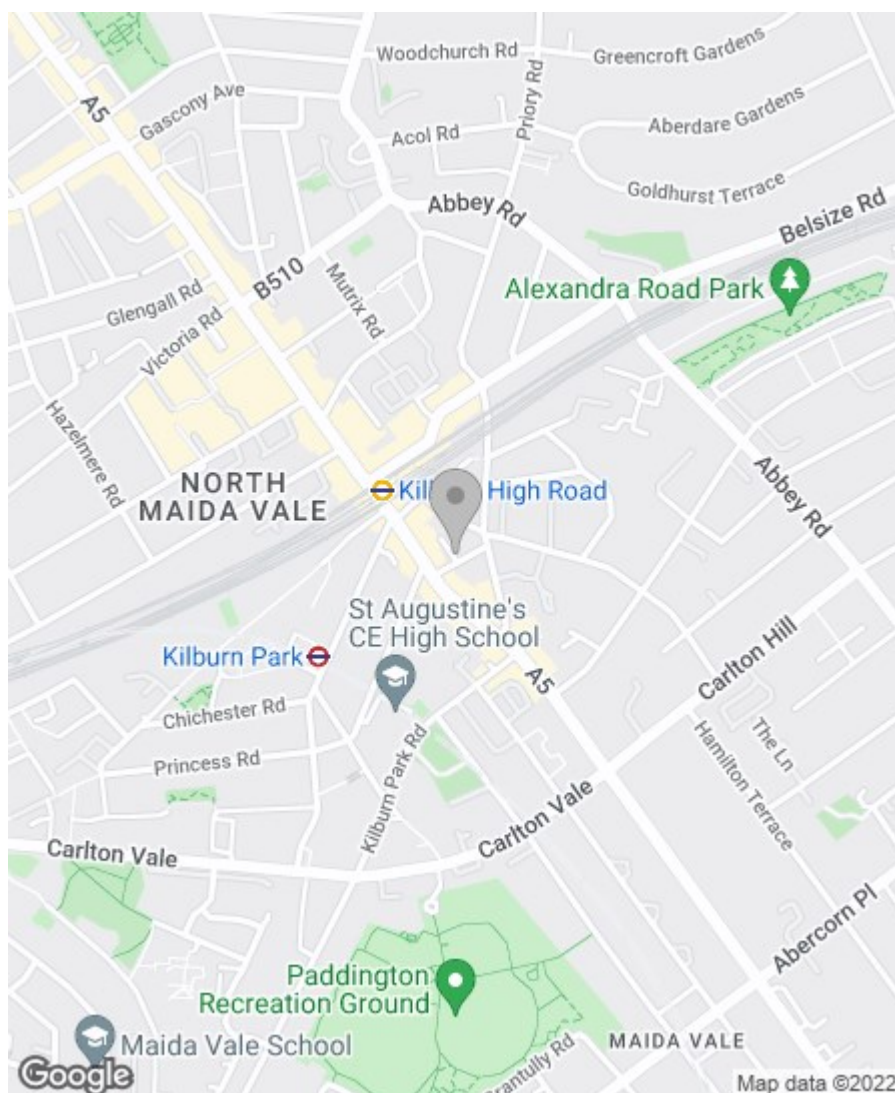 Woodchurch Rd
Greencroft Gardens
A5
Gascony Ave
Priory Rd
Acol Rd
Aberdare Gardens
Goldhurst Terrace
Abbey Rd
Belsize Rd
B510
Mutrix Rd
Alexandra Road Park
Glengall Rd
Victoria Rd
Hazelmere Rd
NORTH
MAIDA VALE
High Road
Abbey Rd
St Augustine's
CE High School
Kilburn Park
A5
Carlton Hill
Chichester Rd
The Ln
Princess Rd
Kilburn Park Rd
Hamilton Terrace
Carlton Vale
Carlton Vale
Abercorn Pl
Paddington
Recreation Ground
Maida Vale School
MAIDA VALE
Google
Map data ©2022